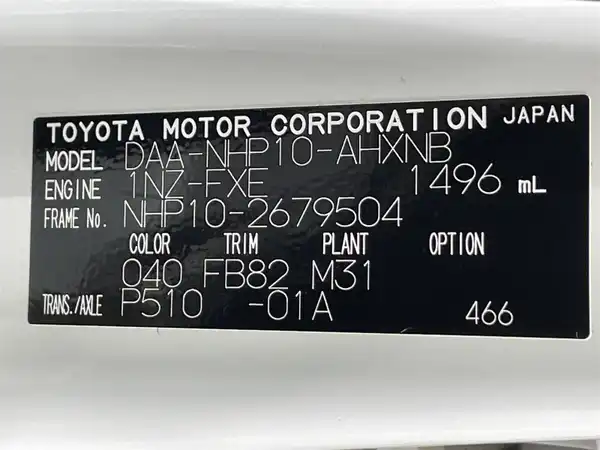 TOYOTA MOTOR CORPORATION JAPAN
MODEL DAA-NHP10-AHXNB
ENGINE 1NZ-FXE 1496 mL
FRAME No. NHP10-2679504
COLOR TRIM PLANT OPTION
040 FB82 M31
TRANS./AXLE P510 -01A 466